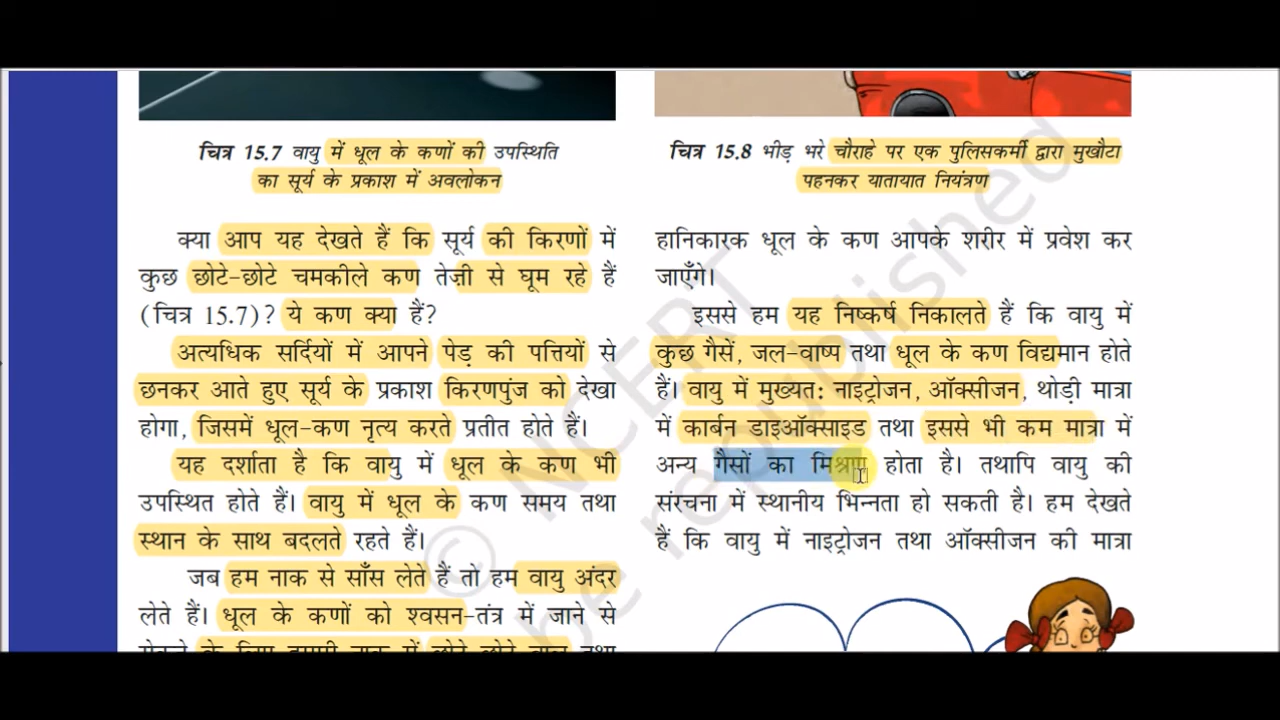 चित्र 15.7 वायु में धूल के कणों की उपस्थिति
का सूर्य के प्रकाश में अवलोकन
क्या आप यह देखते हैं कि सूर्य की किरणों में
कुछ छोटे-छोटे चमकीले कण तेज़ी से घूम रहे हैं
(चित्र 15.7)? ये कण क्या हैं?
अत्यधिक सर्दियों में आपने पेड़ की पत्तियों से
छनकर आते हुए सूर्य के प्रकाश किरणपुंज को देखा
होगा, जिसमें धूल-कण नृत्य करते प्रतीत होते हैं।
यह दर्शाता है कि वायु में धूल के कण भी
उपस्थित होते हैं। वायु में धूल के कण समय तथा
स्थान के साथ बदलते रहते हैं।
जब हम नाक से साँस लेते हैं तो हम वायु अंदर
लेते हैं। धूल के कणों को श्वसन-तंत्र में जाने से
चित्र 15.8 भीड़ भरे चौराहे पर एक पुलिसकर्मी द्वारा मुखौटा
पहनकर यातायात नियंत्रण
हानिकारक धूल के कण आपके शरीर में प्रवेश कर
जाएँगे।
इससे हम यह निष्कर्ष निकालते हैं कि वायु में
कुछ गैसें, जल-वाष्प तथा धूल के कण विद्यमान होते
हैं। वायु में मुख्यत: नाइट्रोजन, ऑक्सीजन, थोड़ी मात्रा
में कार्बन डाइऑक्साइड तथा इससे भी कम मात्रा में
अन्य गैसों का मिश्रण होता है। तथापि वायु की
संरचना में स्थानीय भिन्नता हो सकती है। हम देखते
हैं कि वायु में नाइट्रोजन तथा ऑक्सीजन की मात्रा
© NCERT
be republished